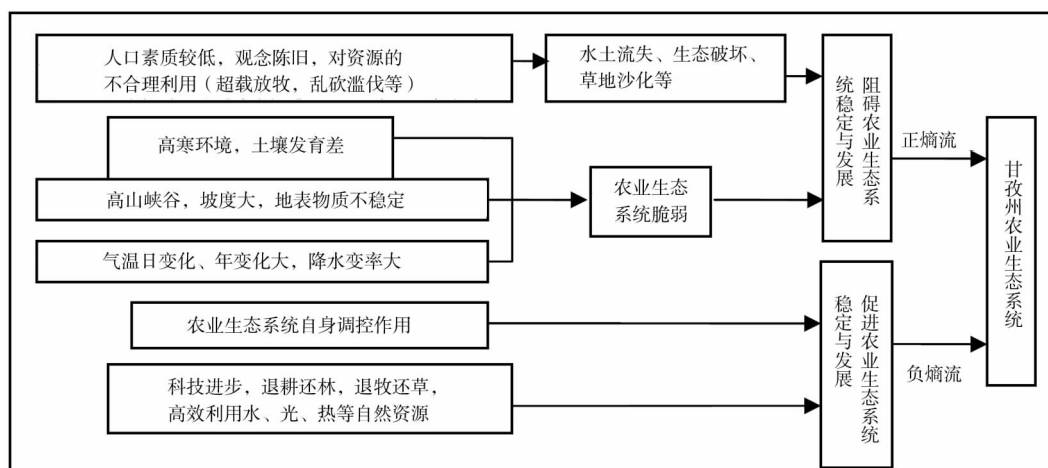 人口素质较低，观念陈旧，对资源的
不合理利用（超载放牧，乱砍滥伐等）
水土流失、生态破坏、
草地沙化等
高寒环境，土壤发育差
高山峡谷，坡度大，地表物质不稳定
气温日变化、年变化大，降水变率大
农业生态
系统脆弱
阻碍农业生态系
统稳定与发展
正熵流
农业生态系统自身调控作用
科技进步，退耕还林，退牧还草，
高效利用水、光、热等自然资源
促进农业生态系统
稳定与发展
负熵流
甘孜州农业生态系统